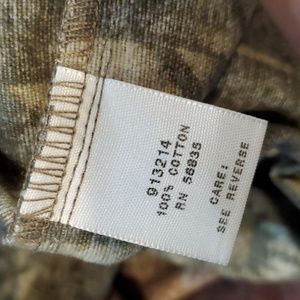 913214
100% COTTON
RN 56835
CARE:
SEE REVERSE